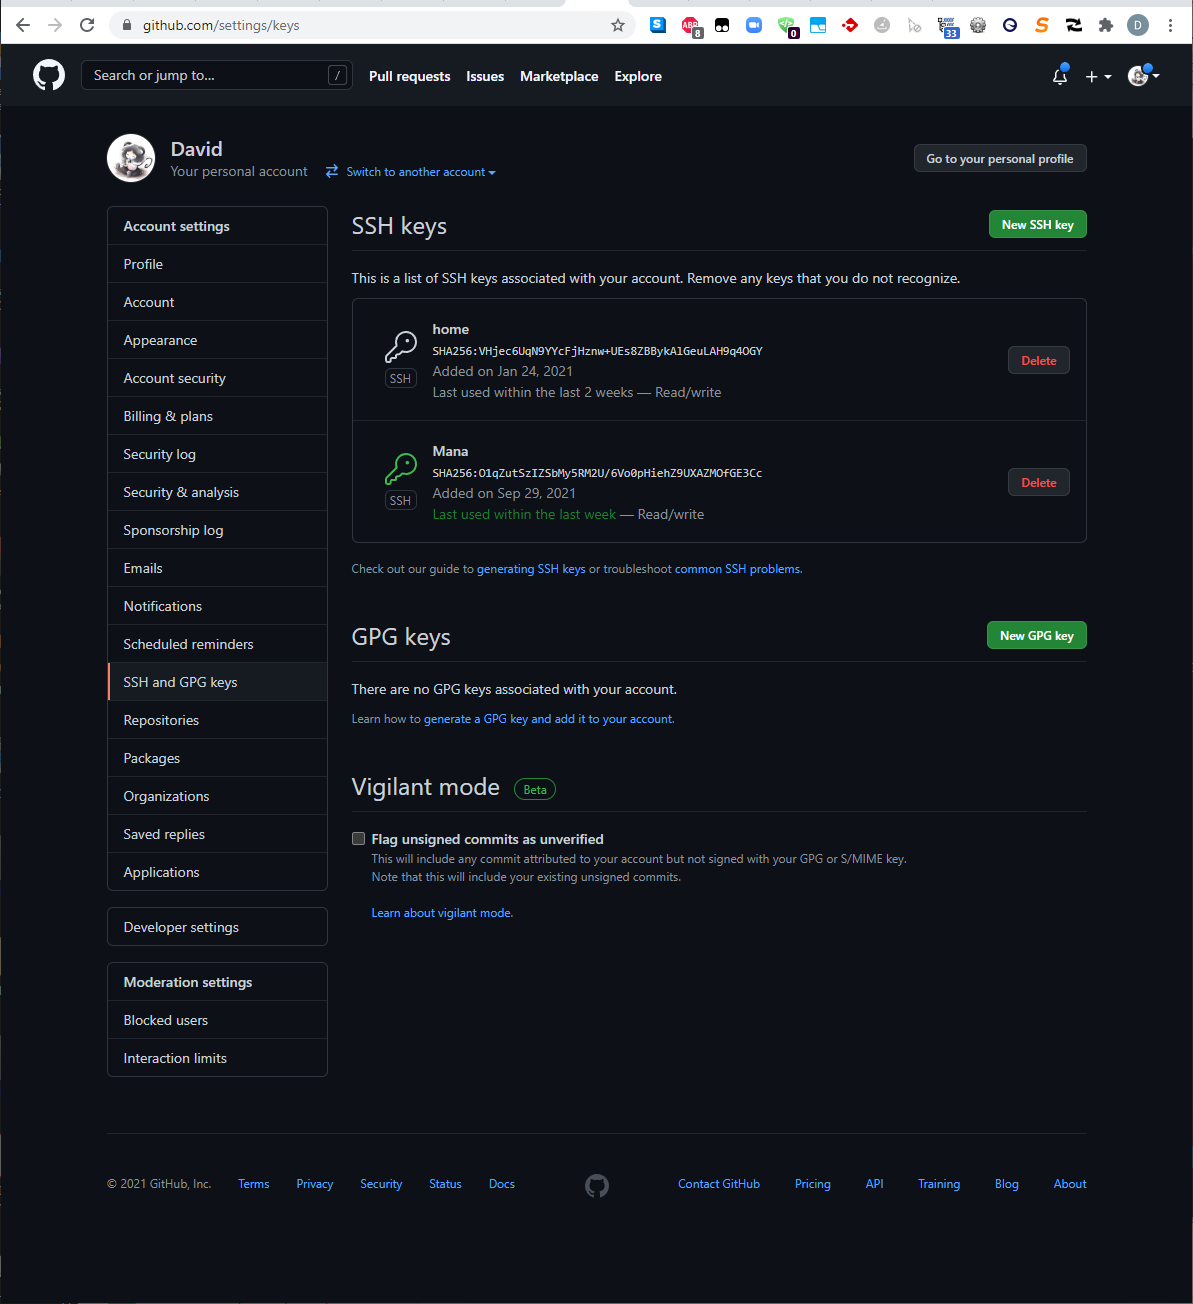 github.com/settings/keys
8
0
33
D
Search or jump to...
/
Pull requests
Issues
Marketplace
Explore
David
Your personal account
Switch to another account
Go to your personal profile
Account settings
Profile
Account
Appearance
Account security
Billing & plans
Security log
Security & analysis
Sponsorship log
Emails
Notifications
Scheduled reminders
SSH and GPG keys
Repositories
Packages
Organizations
Saved replies
Applications
Developer settings
Moderation settings
Blocked users
Interaction limits
SSH keys
New SSH key
This is a list of SSH keys associated with your account. Remove any keys that you do not recognize.
home
SHA256:VHjec6UqN9YYcFjHznw+UEs8ZBBykAlGeuLAH9q4OGY
Added on Jan 24, 2021
Last used within the last 2 weeks — Read/write
SSH
Delete
Mana
SHA256:O1qZutSzIZSbMy5RM2U/6Vo0pHiehZ9UXAZMOfGE3Cc
Added on Sep 29, 2021
Last used within the last week — Read/write
SSH
Delete
Check out our guide to generating SSH keys or troubleshoot common SSH problems.
GPG keys
New GPG key
There are no GPG keys associated with your account.
Learn how to generate a GPG key and add it to your account.
Vigilant mode
Beta
Flag unsigned commits as unverified
This will include any commit attributed to your account but not signed with your GPG or S/MIME key.
Note that this will include your existing unsigned commits.
Learn about vigilant mode.
© 2021 GitHub, Inc.
Terms
Privacy
Security
Status
Docs
Contact GitHub
Pricing
API
Training
Blog
About